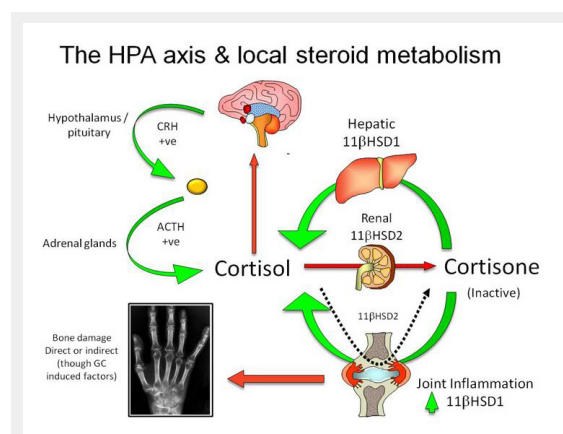 The HPA axis & local steroid metabolism
Hypothalamus /
pituitary
CRH
+ve
Hepatic
11βHSD1
Adrenal glands
ACTH
+ve
Renal
11βHSD2
Cortisol
Cortisone
(Inactive)
11βHSD2
Bone damage
Direct or indirect
(though GC
induced factors)
Joint Inflammation
11βHSD1